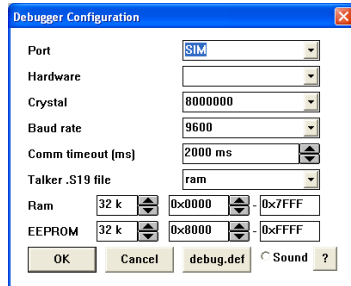 Debugger Configuration
Port SIM
Hardware
Crystal 8000000
Baud rate 9600
Comm timeout (ms) 2000 ms
Talker .S19 file ram
Ram 32 k 0x0000 - 0x7FFF
EEPROM 32 k 0x8000 - 0xFFFF
OK Cancel debug.def Sound ?